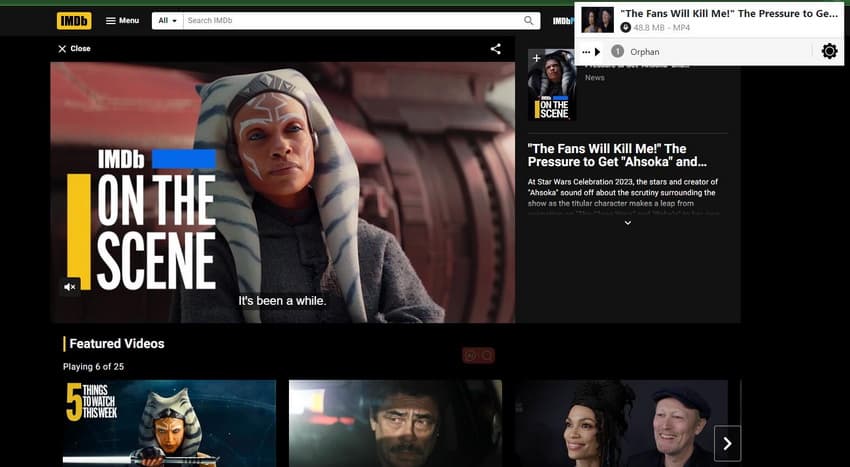 IMDb
Menu
All
Search IMDb
"The Fans Will Kill Me!" The Pressure to Ge...
48.8 MB - MP4
1
Orphan
Close
News
IMDb
ON THE
SCENE
IMDb
ON THE
SCENE
It's been a while.
"The Fans Will Kill Me!" The
Pressure to Get "Ahsoka" and...
At Star Wars Celebration 2023, the stars and creator of
"Ahsoka" sound off about the scrutiny surrounding the
show as the titular character makes a leap from
Featured Videos
Playing 6 of 25
5 THINGS
TO WATCH
THIS WEEK